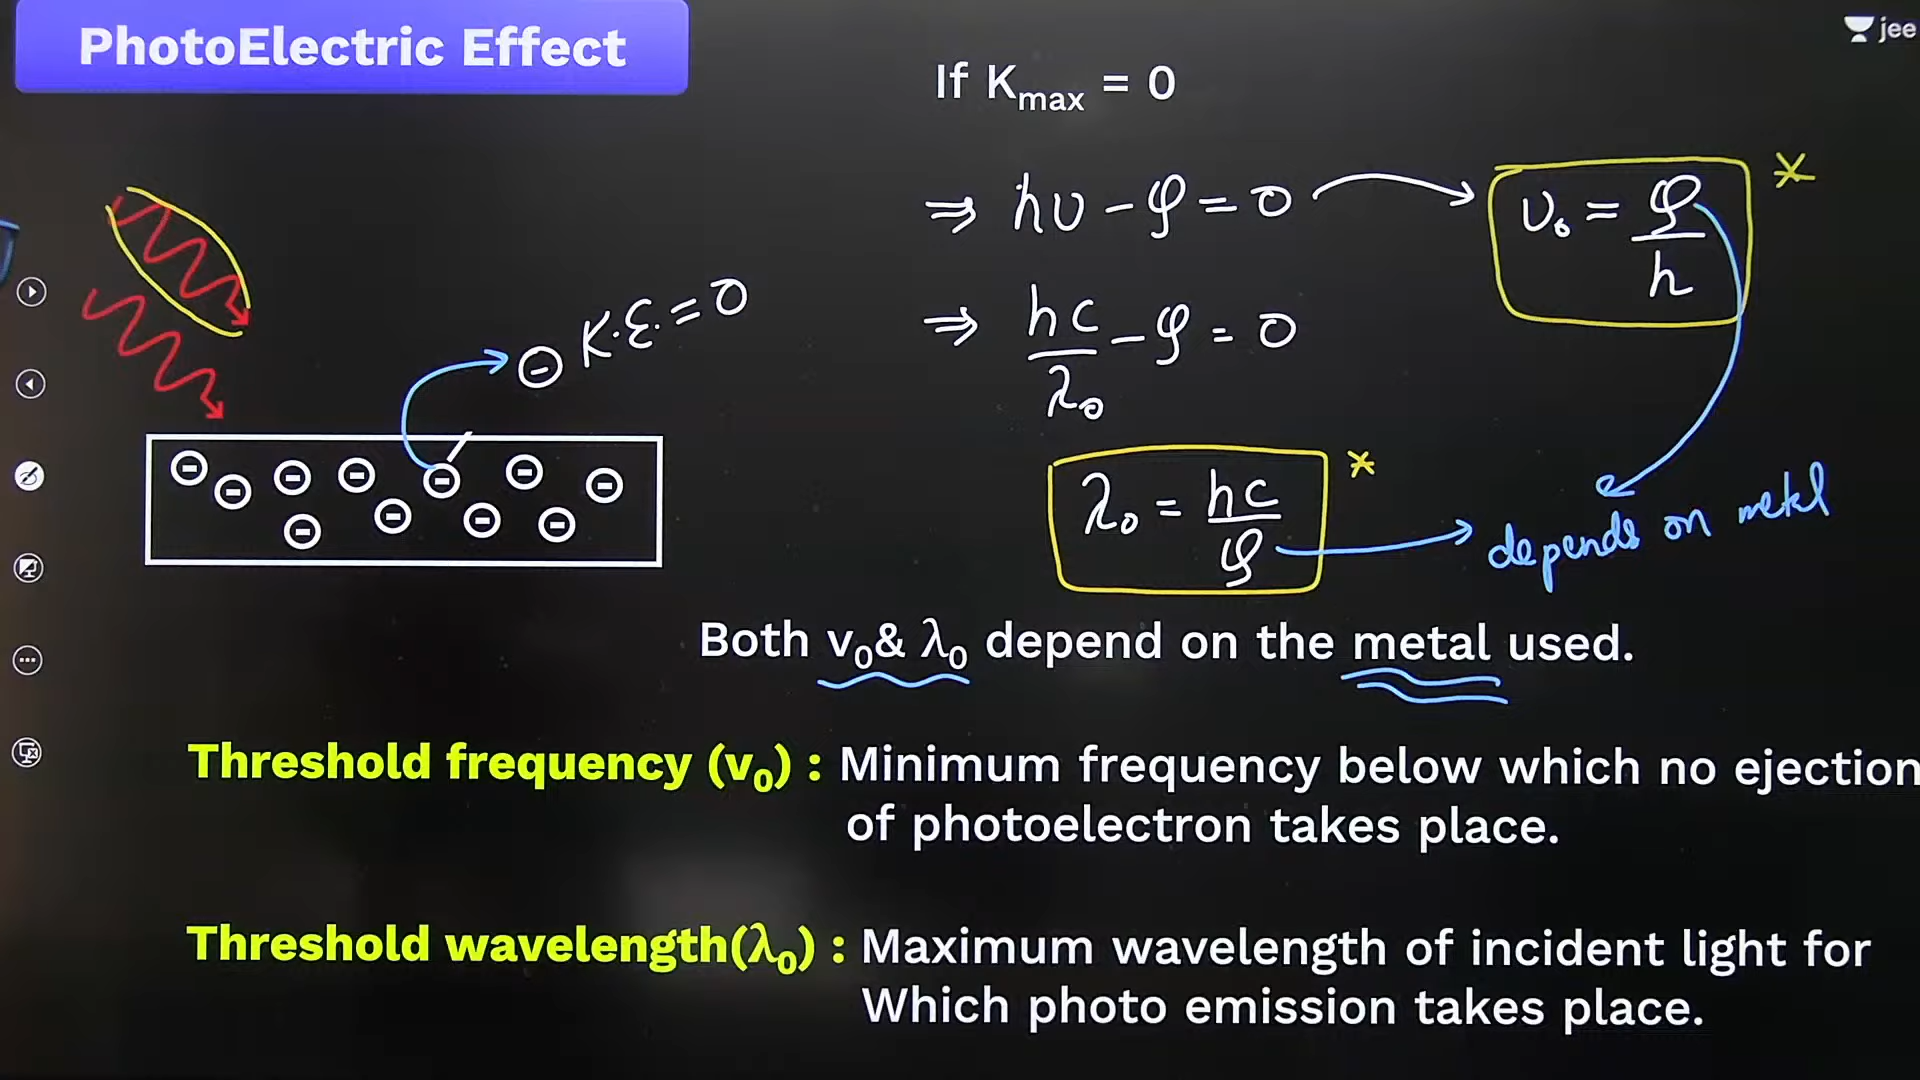 PhotoElectric Effect
jee
If Kmax = 0
⇒ hυ − φ = 0
υ₀ = φ/h
K.E. = 0
⇒ hc/λ₀ − φ = 0
λ₀ = hc/φ
depends on metal
Both v₀& λ₀ depend on the metal used.
Threshold frequency (v₀) : Minimum frequency below which no ejection
of photoelectron takes place.
Threshold wavelength(λ₀) : Maximum wavelength of incident light for
Which photo emission takes place.